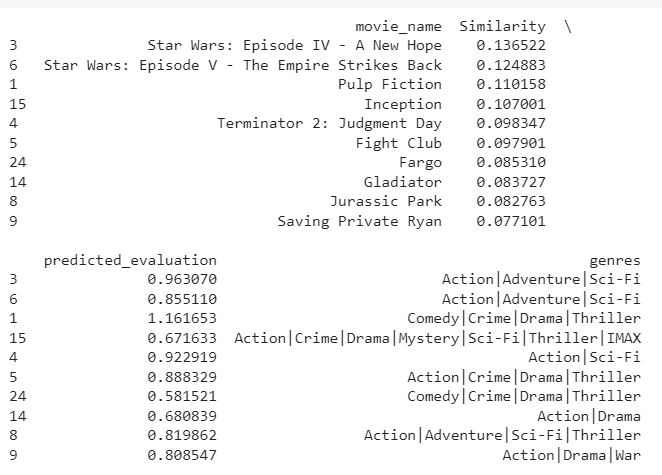 movie_name Similarity \
3 Star Wars: Episode IV - A New Hope 0.136522
6 Star Wars: Episode V - The Empire Strikes Back 0.124883
1 Pulp Fiction 0.110158
15 Inception 0.107001
4 Terminator 2: Judgment Day 0.098347
5 Fight Club 0.097901
24 Fargo 0.085310
14 Gladiator 0.083727
8 Jurassic Park 0.082763
9 Saving Private Ryan 0.077101
predicted_evaluation genres
3 0.963070 Action|Adventure|Sci-Fi
6 0.855110 Action|Adventure|Sci-Fi
1 1.161653 Comedy|Crime|Drama|Thriller
15 0.671633 Action|Crime|Drama|Mystery|Sci-Fi|Thriller|IMAX
4 0.922919 Action|Sci-Fi
5 0.888329 Action|Crime|Drama|Thriller
24 0.581521 Comedy|Crime|Drama|Thriller
14 0.680839 Action|Drama
8 0.819862 Action|Adventure|Sci-Fi|Thriller
9 0.808547 Action|Drama|War